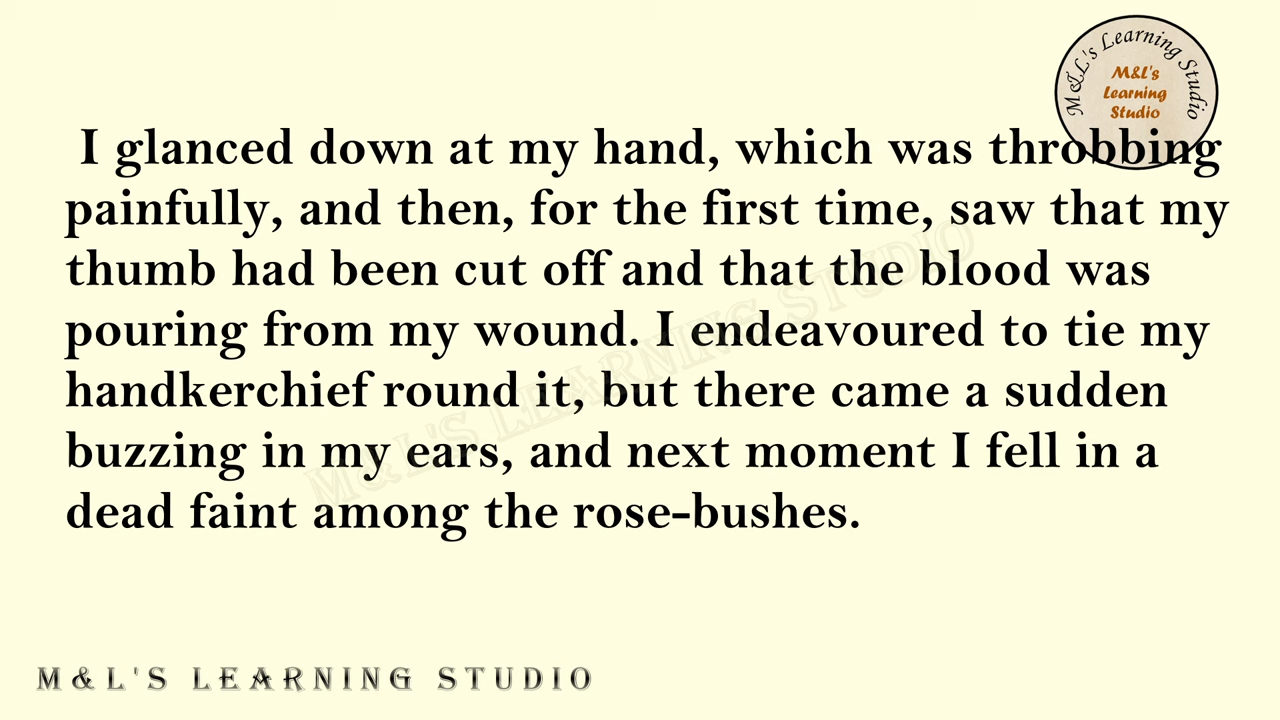 M&L's Learning Studio
M&L's
Learning
Studio
I glanced down at my hand, which was throbbing
painfully, and then, for the first time, saw that my
thumb had been cut off and that the blood was
pouring from my wound. I endeavoured to tie my
handkerchief round it, but there came a sudden
buzzing in my ears, and next moment I fell in a
dead faint among the rose-bushes.
M&L'S LEARNING STUDIO
M&L'S LEARNING STUDIO